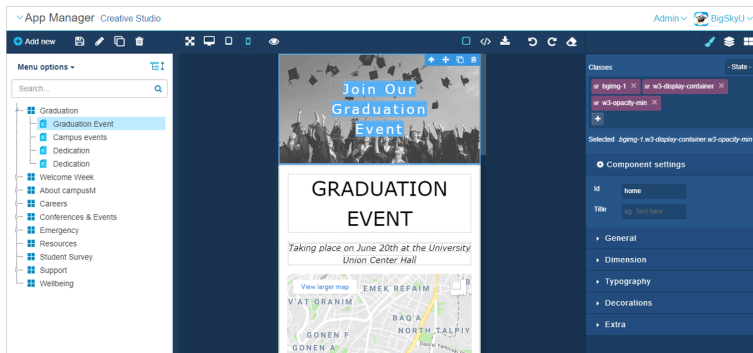 App Manager Creative Studio
Admin
BigSkyU
Add new
Menu options
Search...
Graduation
Graduation Event
Campus events
Dedication
Dedication
Welcome Week
About campusM
Careers
Conferences & Events
Emergency
Resources
Student Survey
Support
Wellbeing
Join Our
Graduation
Event
GRADUATION
EVENT
Taking place on June 20th at the University
Union Center Hall
View larger map
EMEK REFAIM
V'AT ORANIM
BAQ'A
NORTH TALPIY
GONEN F
GONEN A
Classes
- State -
bgimg-1
w3-display-container
w3-opacity-min
Selected .bgimg-1.w3-display-container.w3-opacity-min
Component settings
Id
home
Title
eg. Text here
General
Dimension
Typography
Decorations
Extra